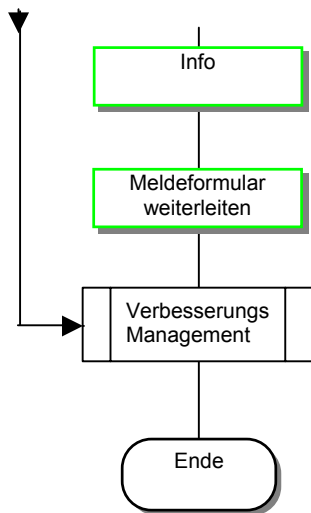 Info
Meldeformular
weiterleiten
Verbesserungs
Management
Ende